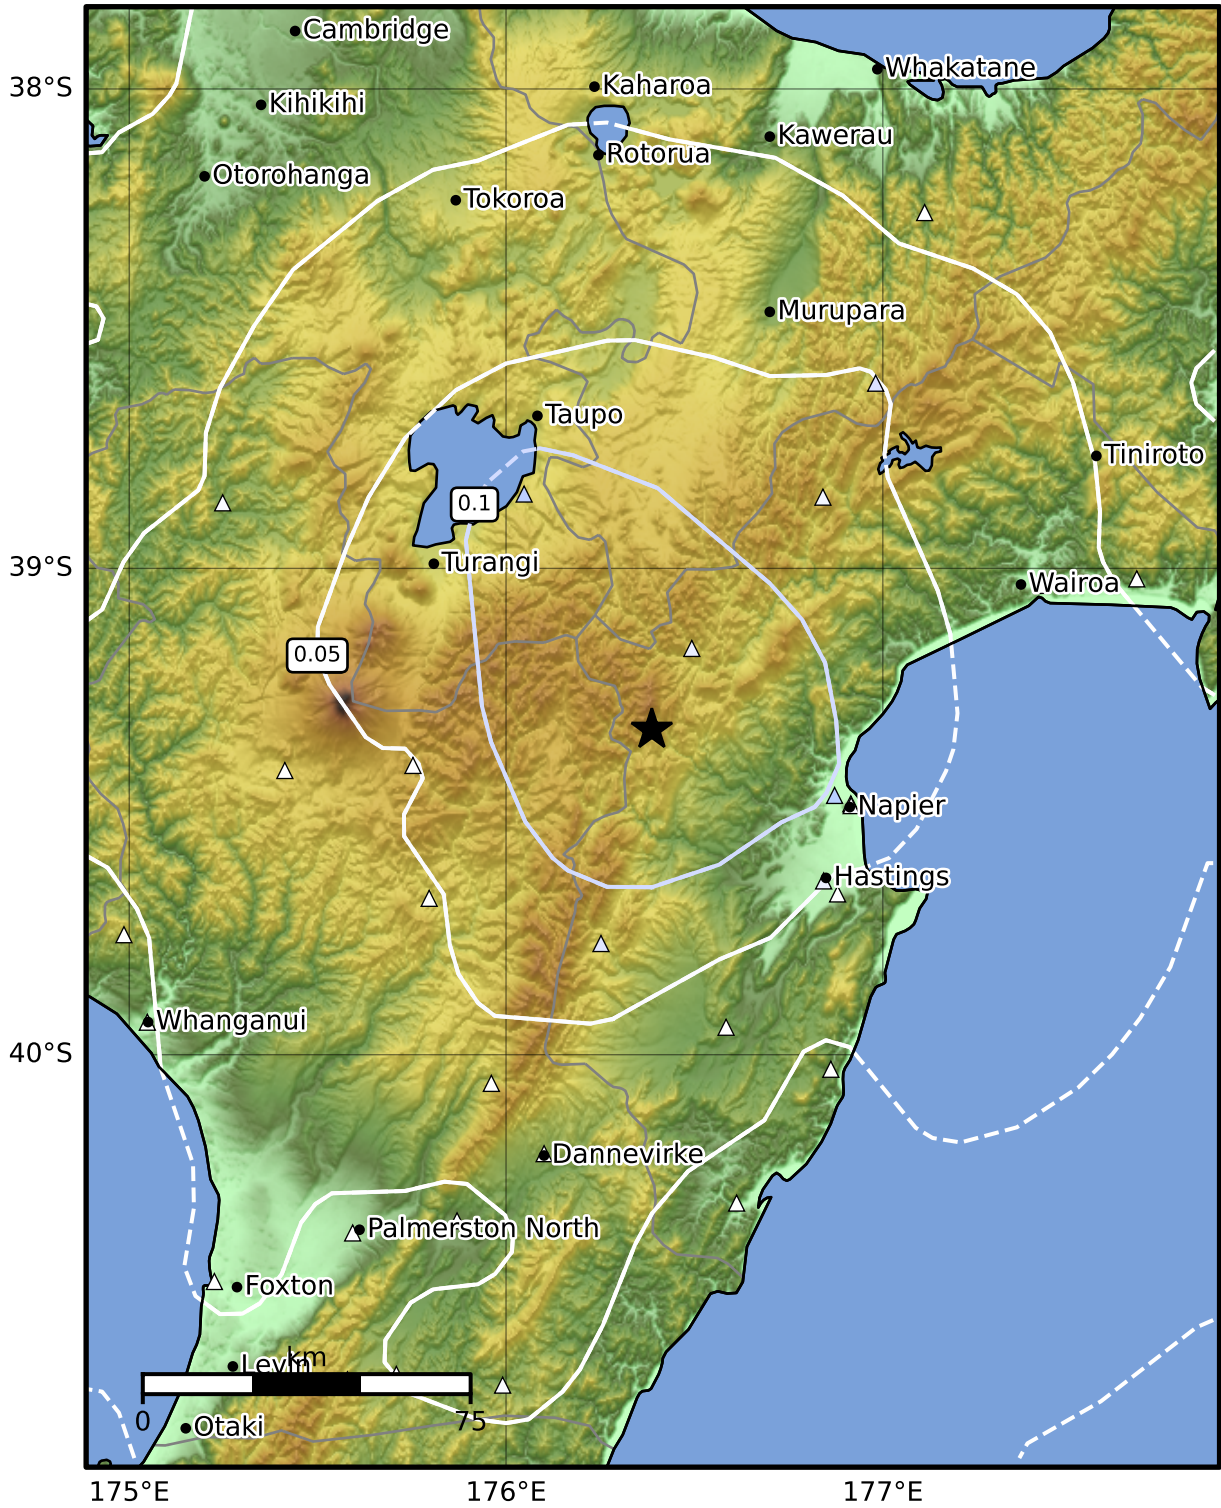 Cambridge
Kaharoa
Whakatane
38°S
Kihikihi
Kawerau
Rotorua
Otorohanga
Tokoroa
Murupara
Taupo
Tiniroto
0.1
Turangi
39°S
Wairoa
0.05
Napier
Hastings
Whanganui
40°S
Dannevirke
Palmerston North
Foxton
km
Levin
0
75
Otaki
175°E
176°E
177°E